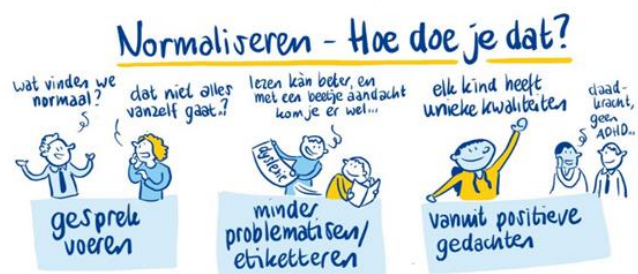 Normaliseren - Hoe doe je dat?
wat vinden we
normaal?
dat niet alles
vanzelf gaat..?
gesprek
voeren
lezen kàn beter, en
met een beetje aandacht
kom je er wel...
dyslexie
minder
problematiseren/
etiketteren
elk kind heeft
unieke kwaliteiten
daad-
kracht,
geen
ADHD..
vanuit positieve
gedachten